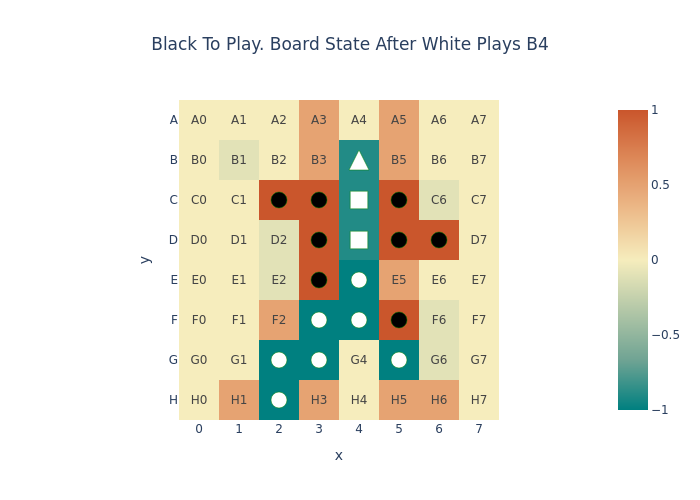 Black To Play. Board State After White Plays B4
A A0 A1 A2 A3 A4 A5 A6 A7
B B0 B1 B2 B3 B5 B6 B7
C C0 C1 C6 C7
D D0 D1 D2 D7
E E0 E1 E2 E5 E6 E7
F F0 F1 F2 F6 F7
G G0 G1 G4 G6 G7
H H0 H1 H3 H4 H5 H6 H7
0 1 2 3 4 5 6 7
x
y
1
0.5
0
−0.5
−1